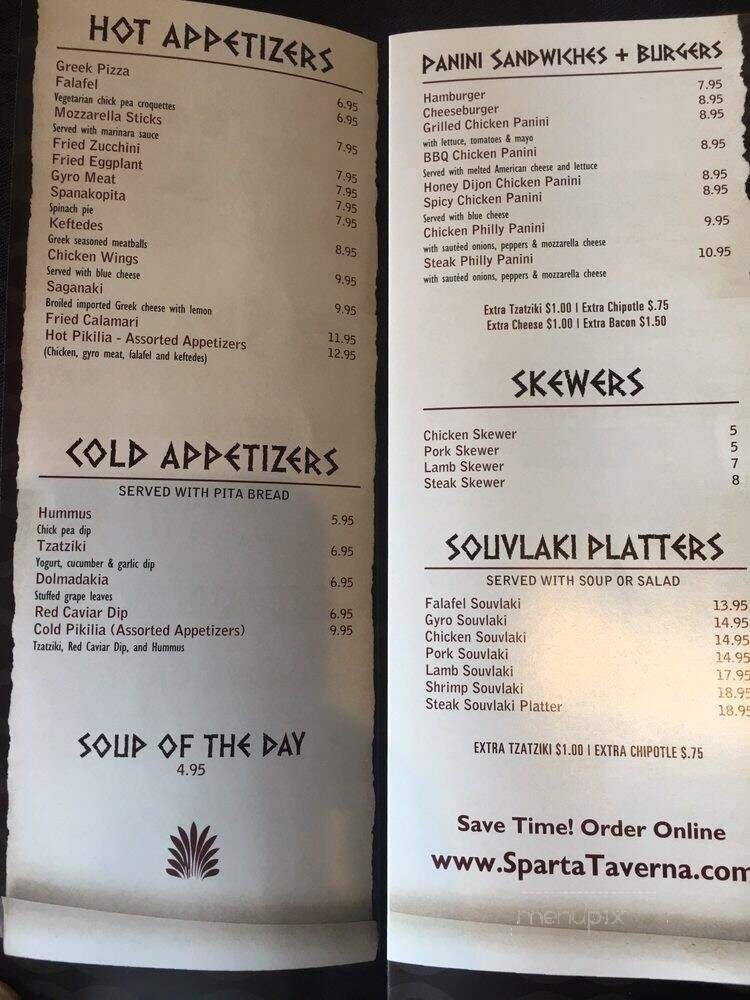 HOT APPETIZERS
Greek Pizza 6.95
Falafel 6.95
Vegetarian chick pea croquettes
Mozzarella Sticks 7.95
Served with marinara sauce
Fried Zucchini 7.95
Fried Eggplant 7.95
Gyro Meat 7.95
Spanakopita 7.95
Spinach pie
Keftedes 8.95
Greek seasoned meatballs
Chicken Wings 9.95
Served with blue cheese
Saganaki 9.95
Broiled imported Greek cheese with lemon
Fried Calamari 11.95
Hot Pikilia - Assorted Appetizers 12.95
(Chicken, gyro meat, falafel and keftedes)
COLD APPETIZERS
SERVED WITH PITA BREAD
Hummus 5.95
Chick pea dip
Tzatziki 6.95
Yogurt, cucumber & garlic dip
Dolmadakia 6.95
Stuffed grape leaves
Red Caviar Dip 6.95
Cold Pikilia (Assorted Appetizers) 9.95
Tzatziki, Red Caviar Dip, and Hummus
SOUP OF THE DAY
4.95
PANINI SANDWICHES + BURGERS
Hamburger 7.95
Cheeseburger 8.95
Grilled Chicken Panini 8.95
with lettuce, tomatoes & mayo
BBQ Chicken Panini 8.95
Served with melted American cheese and lettuce
Honey Dijon Chicken Panini 8.95
Spicy Chicken Panini 8.95
Served with blue cheese
Chicken Philly Panini 9.95
with sautéed onions, peppers & mozzarella cheese
Steak Philly Panini 10.95
with sautéed onions, peppers & mozzarella cheese
Extra Tzatziki $1.00 | Extra Chipotle $.75
Extra Cheese $1.00 | Extra Bacon $1.50
SKEWERS
Chicken Skewer 5
Pork Skewer 5
Lamb Skewer 7
Steak Skewer 8
SOUVLAKI PLATTERS
SERVED WITH SOUP OR SALAD
Falafel Souvlaki 13.95
Gyro Souvlaki 14.95
Chicken Souvlaki 14.95
Pork Souvlaki 14.95
Lamb Souvlaki 17.95
Shrimp Souvlaki 18.95
Steak Souvlaki Platter 18.95
EXTRA TZATZIKI $1.00 | EXTRA CHIPOTLE $.75
Save Time! Order Online
www.SpartaTaverna.com
menupix